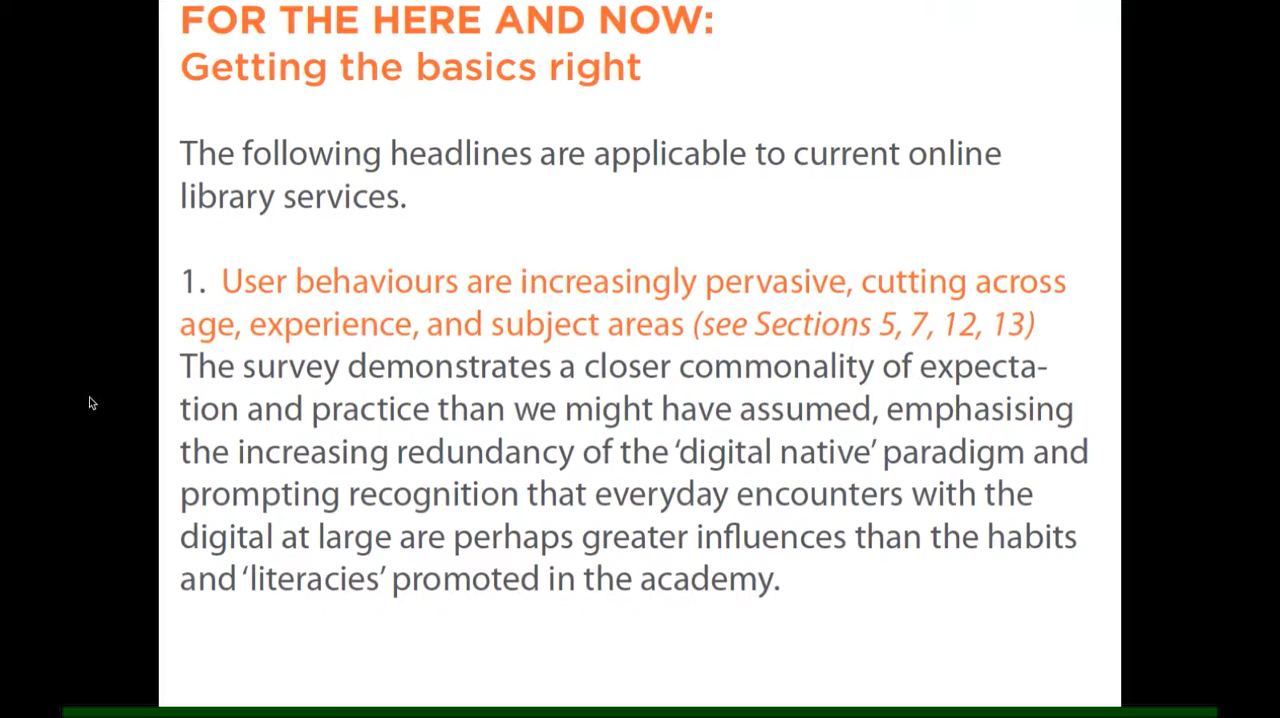 FOR THE HERE AND NOW:
Getting the basics right
The following headlines are applicable to current online
library services.
1. User behaviours are increasingly pervasive, cutting across
age, experience, and subject areas (see Sections 5, 7, 12, 13)
The survey demonstrates a closer commonality of expecta-
tion and practice than we might have assumed, emphasising
the increasing redundancy of the ‘digital native’ paradigm and
prompting recognition that everyday encounters with the
digital at large are perhaps greater influences than the habits
and ‘literacies’ promoted in the academy.